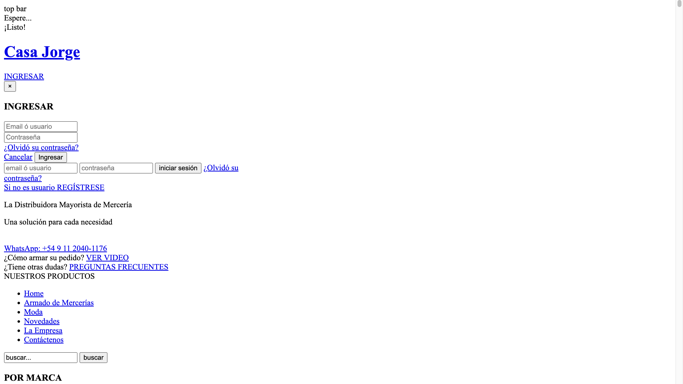 top bar
Espere...
¡Listo!
Casa Jorge
INGRESAR
×
INGRESAR
Email ó usuario
Contraseña
¿Olvidó su contraseña?
Cancelar Ingresar
email ó usuario contraseña iniciar sesión ¿Olvidó su
contraseña?
Si no es usuario REGÍSTRESE
La Distribuidora Mayorista de Mercería
Una solución para cada necesidad
WhatsApp: +54 9 11 2040-1176
¿Cómo armar su pedido? VER VIDEO
¿Tiene otras dudas? PREGUNTAS FRECUENTES
NUESTROS PRODUCTOS
Home
Armado de Mercerías
Moda
Novedades
La Empresa
Contáctenos
buscar... buscar
POR MARCA